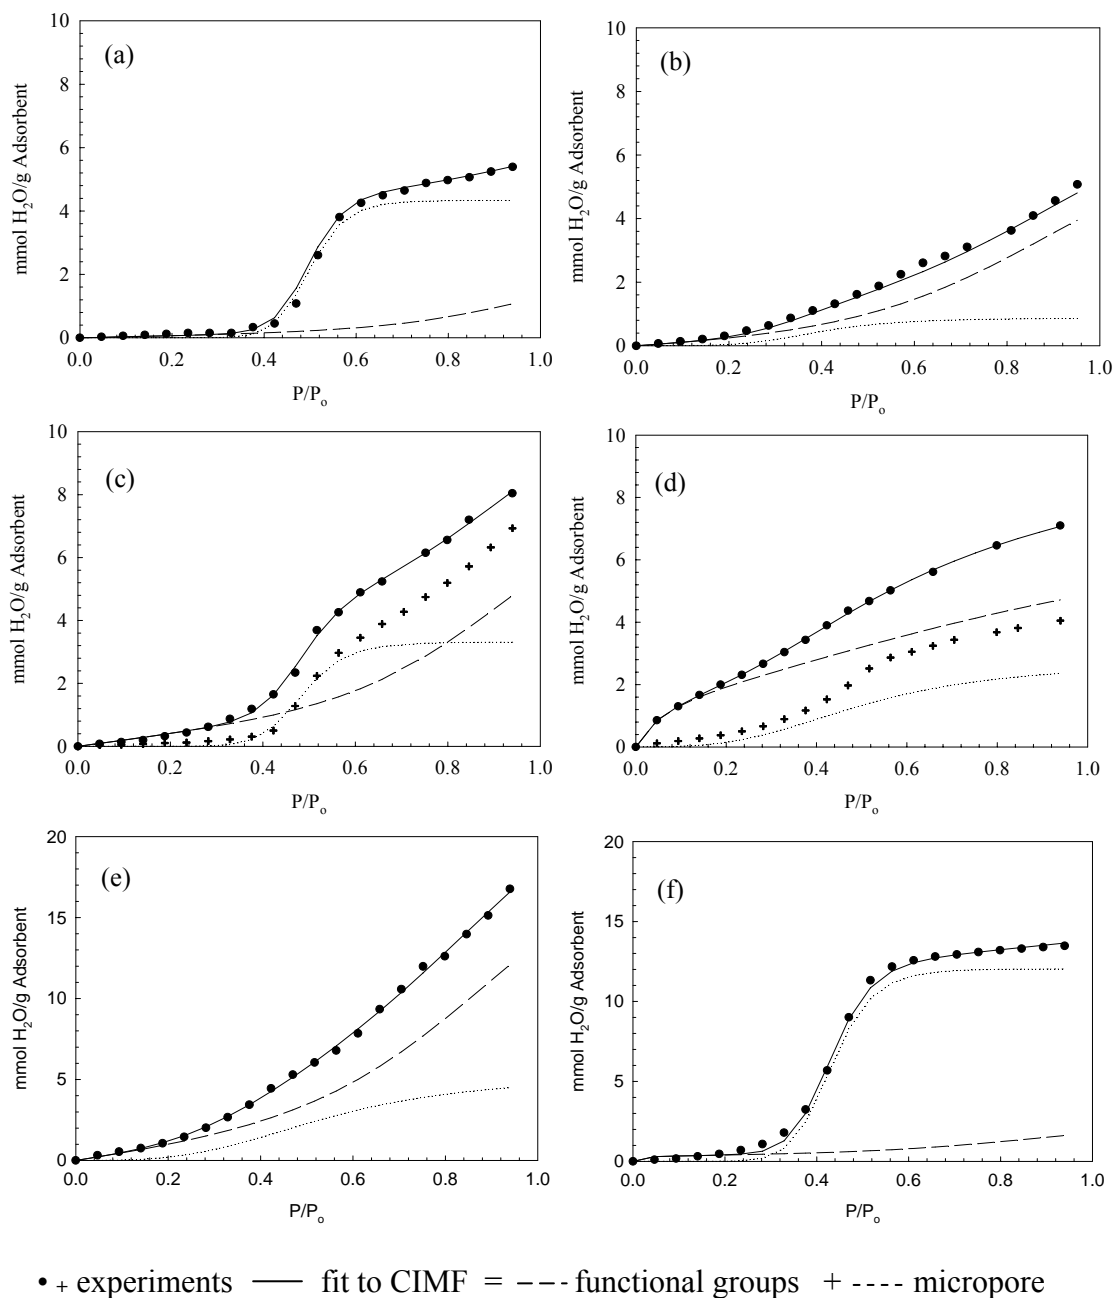 (a)
10
8
6
4
2
0
mmol H₂O/g Adsorbent
0.0 0.2 0.4 0.6 0.8 1.0
P/Pₒ
(b)
10
8
6
4
2
0
mmol H₂O/g Adsorbent
0.0 0.2 0.4 0.6 0.8 1.0
P/Pₒ
(c)
10
8
6
4
2
0
mmol H₂O/g Adsorbent
0.0 0.2 0.4 0.6 0.8 1.0
P/Pₒ
(d)
10
8
6
4
2
0
mmol H₂O/g Adsorbent
0.0 0.2 0.4 0.6 0.8 1.0
P/Pₒ
(e)
20
15
10
5
0
mmol H₂O/g Adsorbent
0.0 0.2 0.4 0.6 0.8 1.0
P/Pₒ
(f)
20
15
10
5
0
mmol H₂O/g Adsorbent
0.0 0.2 0.4 0.6 0.8 1.0
P/Pₒ
• + experiments — fit to CIMF = – – – functional groups + ---- micropore